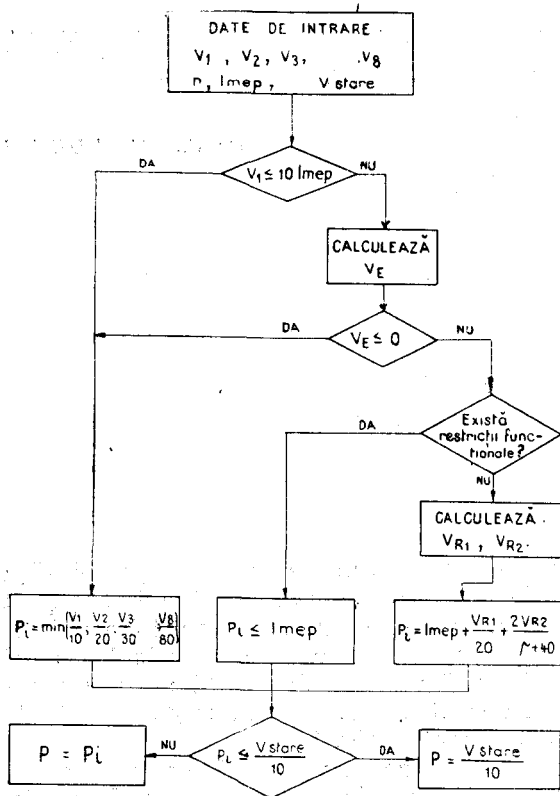 DATE DE INTRARE
V1 , V2, V3, .V8
n, Imep, V stare
DA
V1 ≤ 10 Imep
NU
CALCULEAZĂ
VE
DA
VE ≤ 0
NU
DA
Există
restricții func-
ționale?
NU
CALCULEAZĂ
VR1 , VR2.
Pi = min(V1/10, V2/20, V3/30, V8/80)
Pi ≤ Imep
Pi = Imep + VR1/20 + 2VR2/μ+40
P = Pi
NU
Pi ≤ V stare/10
DA
P = V stare/10